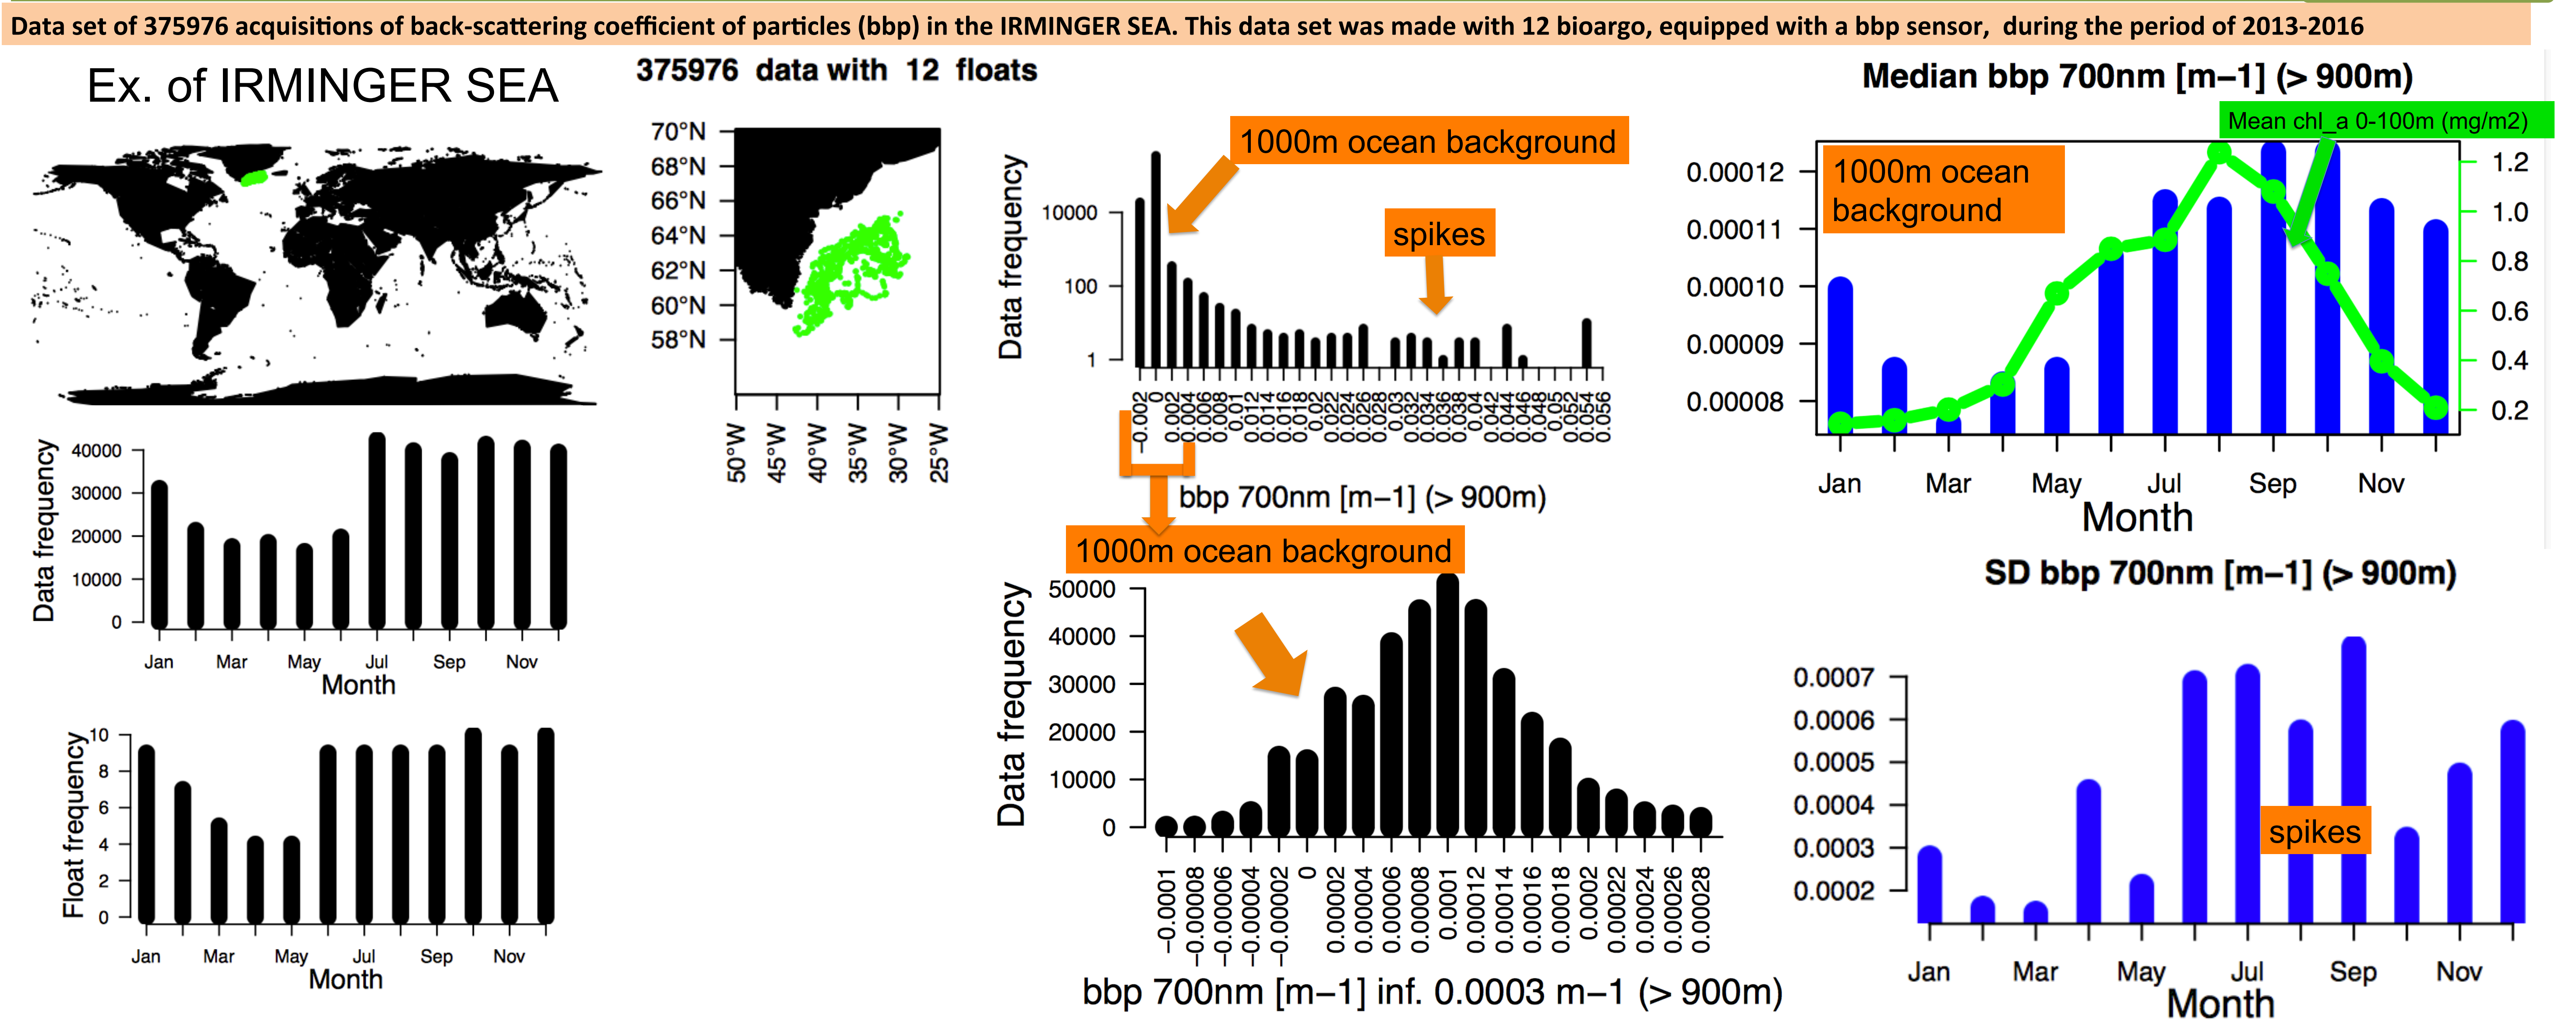 Data set of 375976 acquisitions of back-scattering coefficient of particles (bbp) in the IRMINGER SEA. This data set was made with 12 bioargo, equipped with a bbp sensor, during the period of 2013-2016
Ex. of IRMINGER SEA
375976 data with 12 floats
70°N
68°N
66°N
64°N
62°N
60°N
58°N
50°W 45°W 40°W 35°W 30°W 25°W
Data frequency
40000
30000
20000
10000
0
Jan Mar May Jul Sep Nov
Month
Float frequency
10
8
6
4
2
0
Jan Mar May Jul Sep Nov
Month
1000m ocean background
spikes
Data frequency
10000
100
1
−0.002 0 0.002 0.004 0.006 0.008 0.01 0.012 0.014 0.016 0.018 0.02 0.022 0.024 0.026 0.028 0.03 0.032 0.034 0.036 0.038 0.04 0.042 0.044 0.046 0.048 0.05 0.052 0.054 0.056
bbp 700nm [m−1] (> 900m)
1000m ocean background
Data frequency
50000
40000
30000
20000
10000
0
−0.0001 −0.00008 −0.00006 −0.00004 −0.00002 0 0.00002 0.00004 0.00006 0.00008 0.0001 0.00012 0.00014 0.00016 0.00018 0.0002 0.00022 0.00024 0.00026 0.00028
bbp 700nm [m−1] inf. 0.0003 m−1 (> 900m)
Median bbp 700nm [m−1] (> 900m)
Mean chl_a 0-100m (mg/m2)
1000m ocean
background
0.00012
0.00011
0.00010
0.00009
0.00008
1.2
1.0
0.8
0.6
0.4
0.2
Jan Mar May Jul Sep Nov
Month
SD bbp 700nm [m−1] (> 900m)
0.0007
0.0006
0.0005
0.0004
0.0003
0.0002
spikes
Jan Mar May Jul Sep Nov
Month